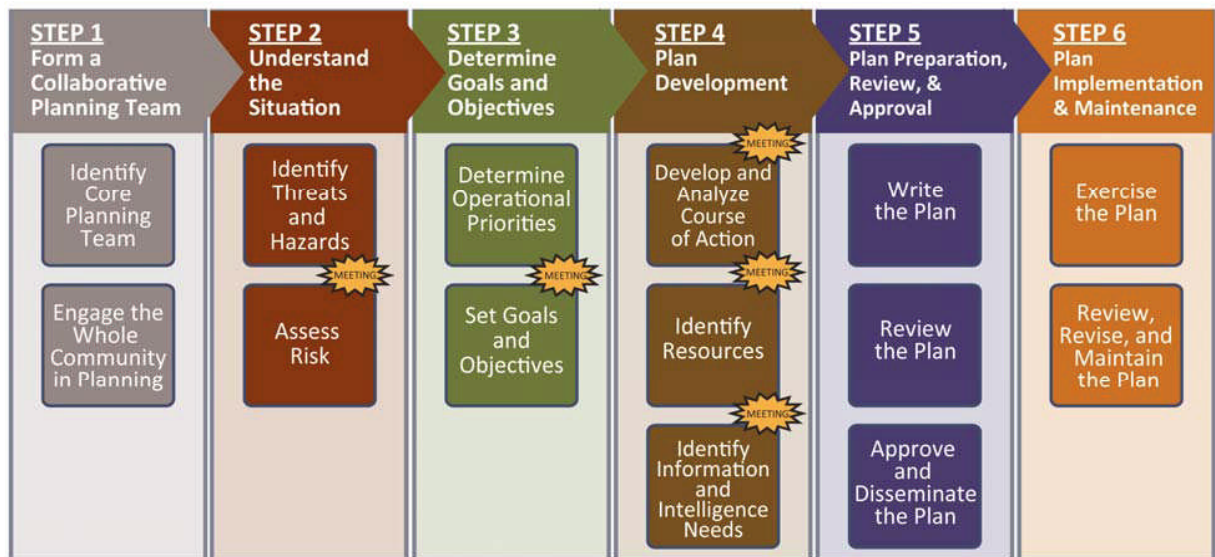 STEP 1
Form a
Collaborative
Planning Team
Identify
Core
Planning
Team
Engage the
Whole
Community
in Planning
STEP 2
Understand
the
Situation
Identify
Threats
and
Hazards
MEETING
Assess
Risk
STEP 3
Determine
Goals and
Objectives
Determine
Operational
Priorities
MEETING
Set Goals
and
Objectives
STEP 4
Plan
Development
MEETING
Develop and
Analyze
Course
of Action
MEETING
Identify
Resources
MEETING
Identify
Information
and
Intelligence
Needs
STEP 5
Plan Preparation,
Review, &
Approval
Write
the Plan
Review
the Plan
Approve
and
Disseminate
the Plan
STEP 6
Plan
Implementation
& Maintenance
Exercise
the Plan
Review,
Revise, and
Maintain
the Plan